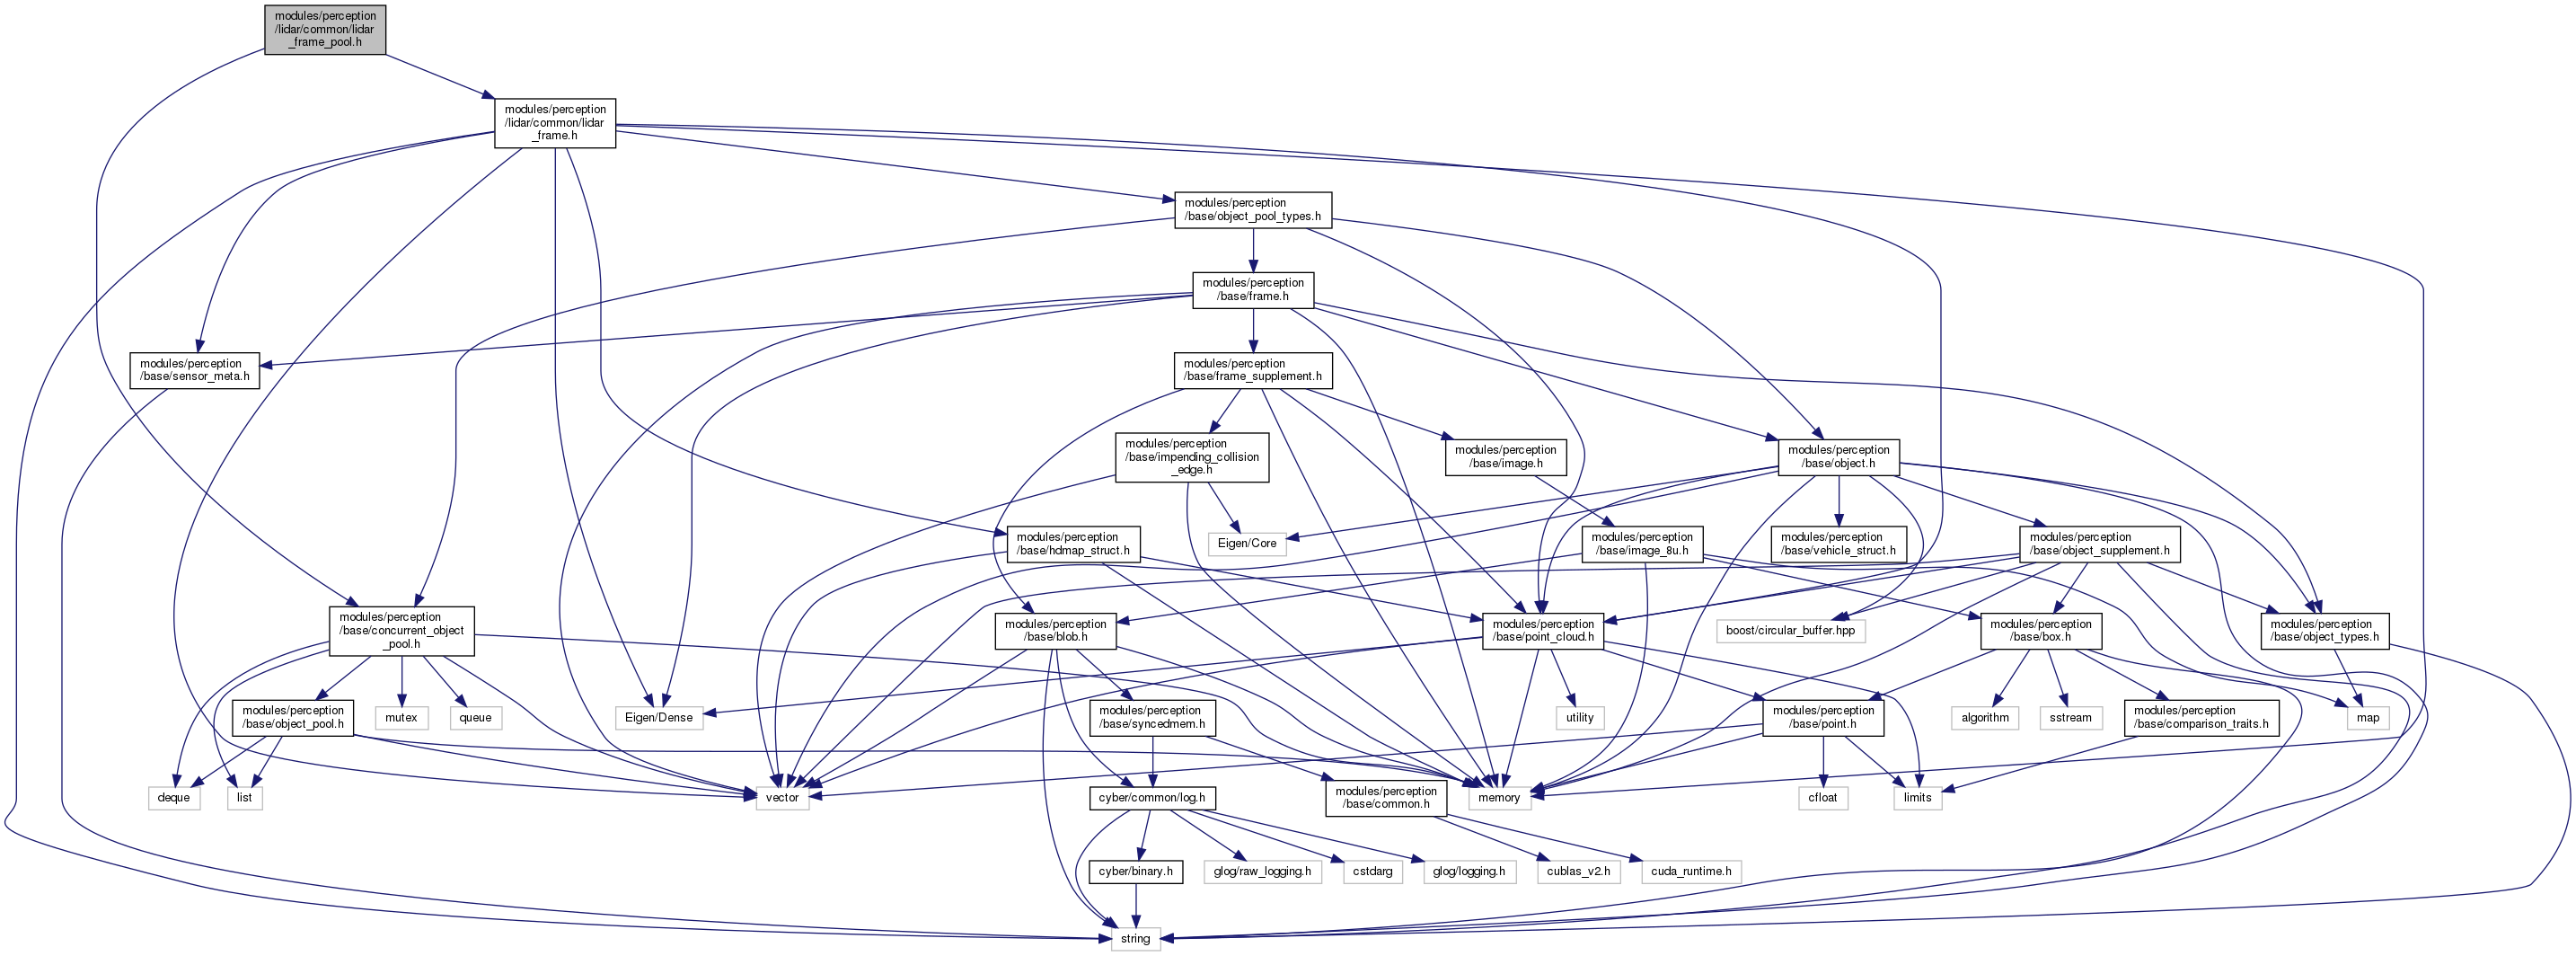 modules/perception
/lidar/common/lidar
_frame_pool.h
modules/perception
/lidar/common/lidar
_frame.h
modules/perception
/base/object_pool_types.h
modules/perception
/base/frame.h
modules/perception
/base/sensor_meta.h
modules/perception
/base/frame_supplement.h
modules/perception
/base/impending_collision
_edge.h
modules/perception
/base/image.h
modules/perception
/base/object.h
modules/perception
/base/hdmap_struct.h
Eigen/Core
modules/perception
/base/image_8u.h
modules/perception
/base/vehicle_struct.h
modules/perception
/base/object_supplement.h
modules/perception
/base/concurrent_object
_pool.h
modules/perception
/base/blob.h
modules/perception
/base/point_cloud.h
boost/circular_buffer.hpp
modules/perception
/base/box.h
modules/perception
/base/object_types.h
modules/perception
/base/object_pool.h
mutex
queue
Eigen/Dense
modules/perception
/base/syncedmem.h
utility
modules/perception
/base/point.h
algorithm
sstream
modules/perception
/base/comparison_traits.h
map
deque
list
vector
cyber/common/log.h
modules/perception
/base/common.h
memory
cfloat
limits
cyber/binary.h
glog/raw_logging.h
cstdarg
glog/logging.h
cublas_v2.h
cuda_runtime.h
string